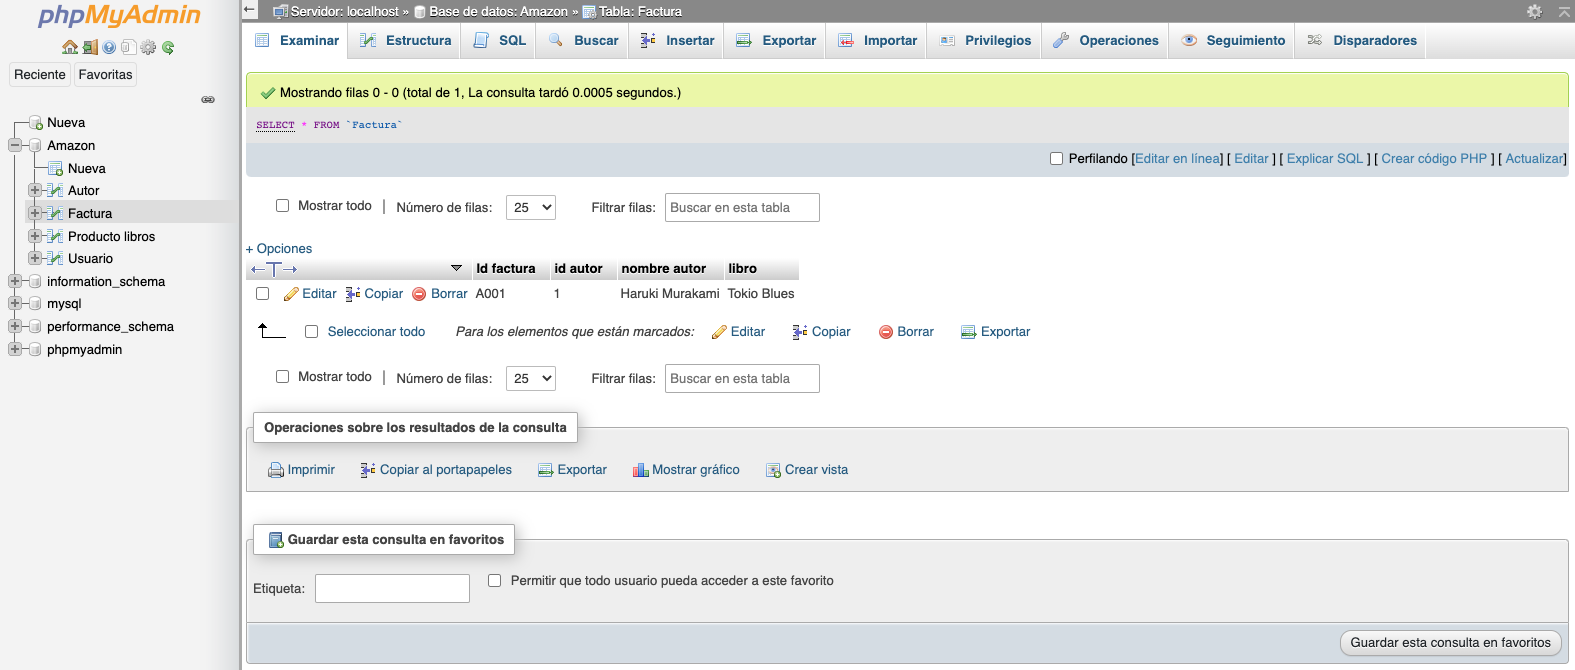 phpMyAdmin
Reciente Favoritas
Nueva
Amazon
Nueva
Autor
Factura
Producto libros
Usuario
information_schema
mysql
performance_schema
phpmyadmin
Servidor: localhost » Base de datos: Amazon » Tabla: Factura
Examinar Estructura SQL Buscar Insertar Exportar Importar Privilegios Operaciones Seguimiento Disparadores
Mostrando filas 0 - 0 (total de 1, La consulta tardó 0.0005 segundos.)
SELECT * FROM `Factura`
Perfilando [Editar en línea] [ Editar ] [ Explicar SQL ] [ Crear código PHP ] [ Actualizar]
Mostrar todo | Número de filas: 25 Filtrar filas: Buscar en esta tabla
+ Opciones
Id factura id autor nombre autor libro
Editar Copiar Borrar A001 1 Haruki Murakami Tokio Blues
Seleccionar todo Para los elementos que están marcados: Editar Copiar Borrar Exportar
Mostrar todo | Número de filas: 25 Filtrar filas: Buscar en esta tabla
Operaciones sobre los resultados de la consulta
Imprimir Copiar al portapapeles Exportar Mostrar gráfico Crear vista
Guardar esta consulta en favoritos
Etiqueta: Permitir que todo usuario pueda acceder a este favorito
Guardar esta consulta en favoritos